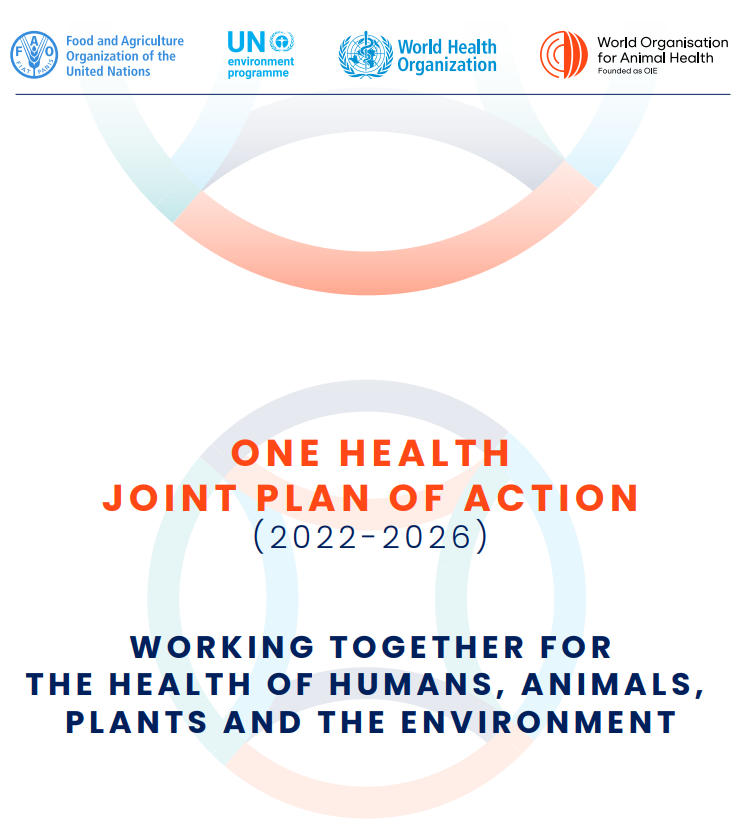 Food and Agriculture
Organization of the
United Nations
UN
environment
programme
World Health
Organization
World Organisation
for Animal Health
Founded as OIE
F A O
FIAT PANIS
ONE HEALTH
JOINT PLAN OF ACTION
(2022-2026)
WORKING TOGETHER FOR
THE HEALTH OF HUMANS, ANIMALS,
PLANTS AND THE ENVIRONMENT